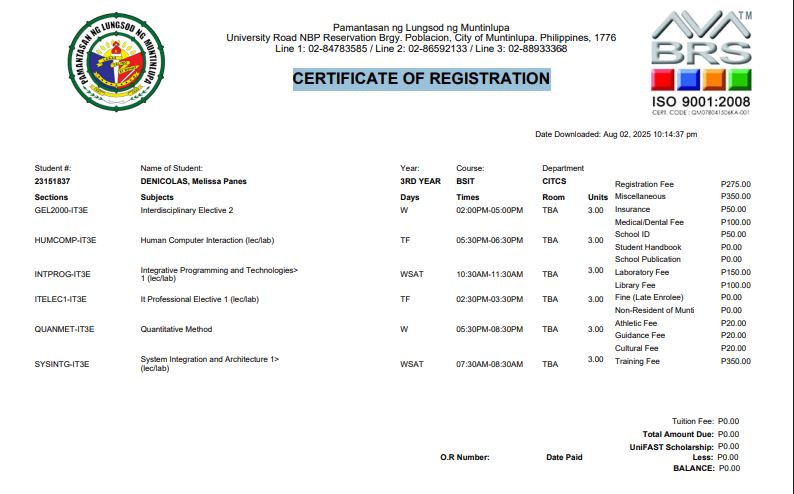 PAMANTASAN NG LUNGSOD NG MUNTINLUPA
Pamantasan ng Lungsod ng Muntinlupa
University Road NBP Reservation Brgy. Poblacion, City of Muntinlupa. Philippines, 1776
Line 1: 02-84783585 / Line 2: 02-86592133 / Line 3: 02-88933368
CERTIFICATE OF REGISTRATION
AVA TM
BRS
ISO 9001:2008
CERT. CODE : QM078041506KA-001
Date Downloaded: Aug 02, 2025 10:14:37 pm
Student #: Name of Student: Year: Course: Department
23151837 DENICOLAS, Melissa Panes 3RD YEAR BSIT CITCS
Sections Subjects Days Times Room Units
GEL2000-IT3E Interdisciplinary Elective 2 W 02:00PM-05:00PM TBA 3.00
HUMCOMP-IT3E Human Computer Interaction (lec/lab) TF 05:30PM-06:30PM TBA 3.00
INTPROG-IT3E Integrative Programming and Technologies> WSAT 10:30AM-11:30AM TBA 3.00
1 (lec/lab)
ITELEC1-IT3E It Professional Elective 1 (lec/lab) TF 02:30PM-03:30PM TBA 3.00
QUANMET-IT3E Quantitative Method W 05:30PM-08:30PM TBA 3.00
SYSINTG-IT3E System Integration and Architecture 1> WSAT 07:30AM-08:30AM TBA 3.00
(lec/lab)
Registration Fee P275.00
Miscellaneous P350.00
Insurance P50.00
Medical/Dental Fee P100.00
School ID P50.00
Student Handbook P0.00
School Publication P0.00
Laboratory Fee P150.00
Library Fee P100.00
Fine (Late Enrolee) P0.00
Non-Resident of Munti P0.00
Athletic Fee P20.00
Guidance Fee P20.00
Cultural Fee P20.00
Training Fee P350.00
Tuition Fee: P0.00
Total Amount Due: P0.00
UniFAST Scholarship: P0.00
O.R Number: Date Paid Less: P0.00
BALANCE: P0.00